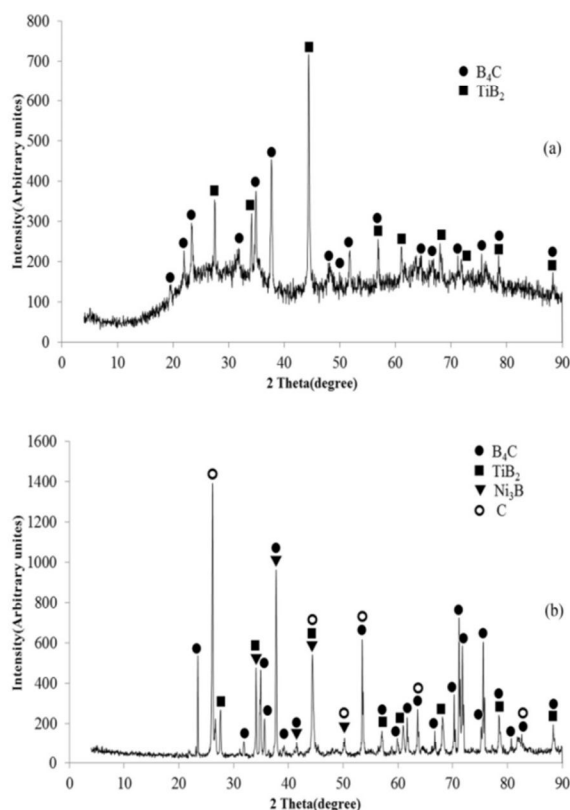 800
700
600
500
400
300
200
100
0
Intensity(Arbitrary unites)
B₄C
TiB₂
(a)
0 10 20 30 40 50 60 70 80 90
2 Theta(degree)
1600
1400
1200
1000
800
600
400
200
0
Intensity(Arbitrary unites)
B₄C
TiB₂
Ni₃B
C
(b)
0 10 20 30 40 50 60 70 80 90
2 Theta(degree)